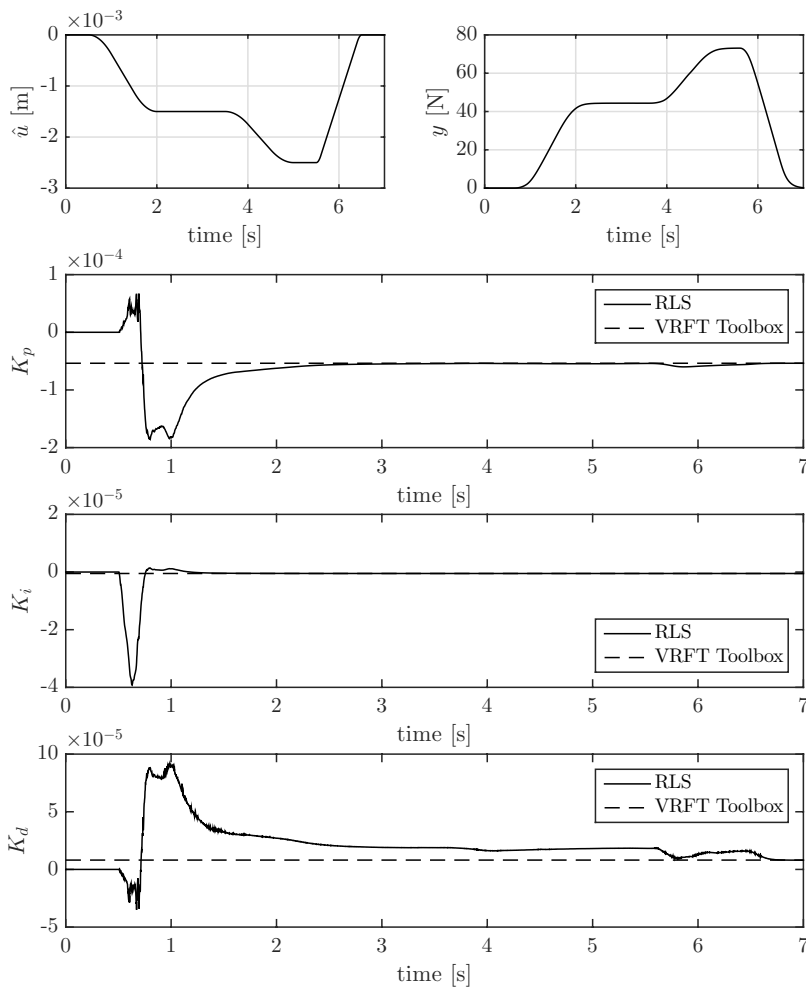 ×10⁻³
0
-1
-2
-3
û [m]
0 2 4 6
time [s]
80
60
40
20
0
y [N]
0 2 4 6
time [s]
×10⁻⁴
1
0
-1
-2
K_p
RLS
VRFT Toolbox
0 1 2 3 4 5 6 7
time [s]
×10⁻⁵
2
0
-2
-4
K_i
RLS
VRFT Toolbox
0 1 2 3 4 5 6 7
time [s]
×10⁻⁵
10
5
0
-5
K_d
RLS
VRFT Toolbox
0 1 2 3 4 5 6 7
time [s]